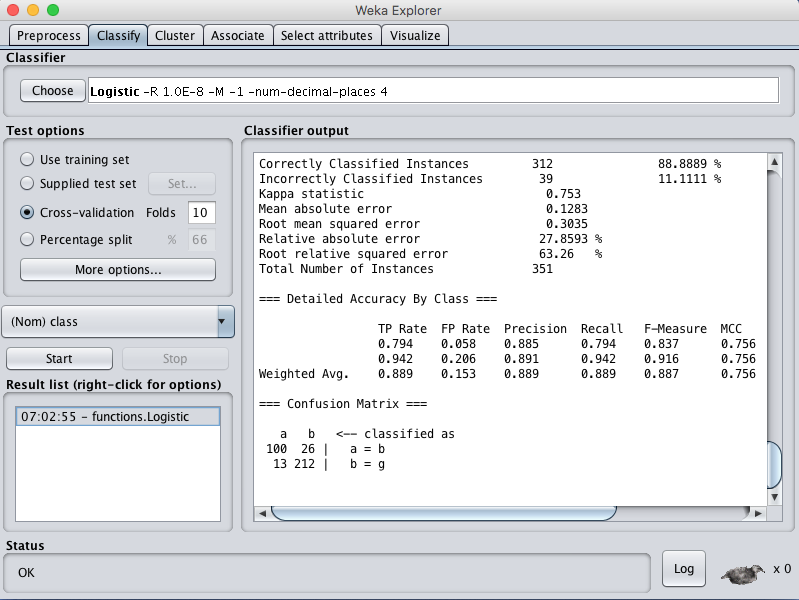 Weka Explorer
Preprocess Classify Cluster Associate Select attributes Visualize
Classifier
Choose Logistic -R 1.0E-8 -M -1 -num-decimal-places 4
Test options
Use training set
Supplied test set Set...
Cross-validation Folds 10
Percentage split % 66
More options...
(Nom) class
Start Stop
Result list (right-click for options)
07:02:55 - functions.Logistic
Classifier output
Correctly Classified Instances 312 88.8889 %
Incorrectly Classified Instances 39 11.1111 %
Kappa statistic 0.753
Mean absolute error 0.1283
Root mean squared error 0.3035
Relative absolute error 27.8593 %
Root relative squared error 63.26 %
Total Number of Instances 351
=== Detailed Accuracy By Class ===
TP Rate FP Rate Precision Recall F-Measure MCC
0.794 0.058 0.885 0.794 0.837 0.756
0.942 0.206 0.891 0.942 0.916 0.756
Weighted Avg. 0.889 0.153 0.889 0.889 0.887 0.756
=== Confusion Matrix ===
a b <-- classified as
100 26 | a = b
13 212 | b = g
Status
OK
Log x 0